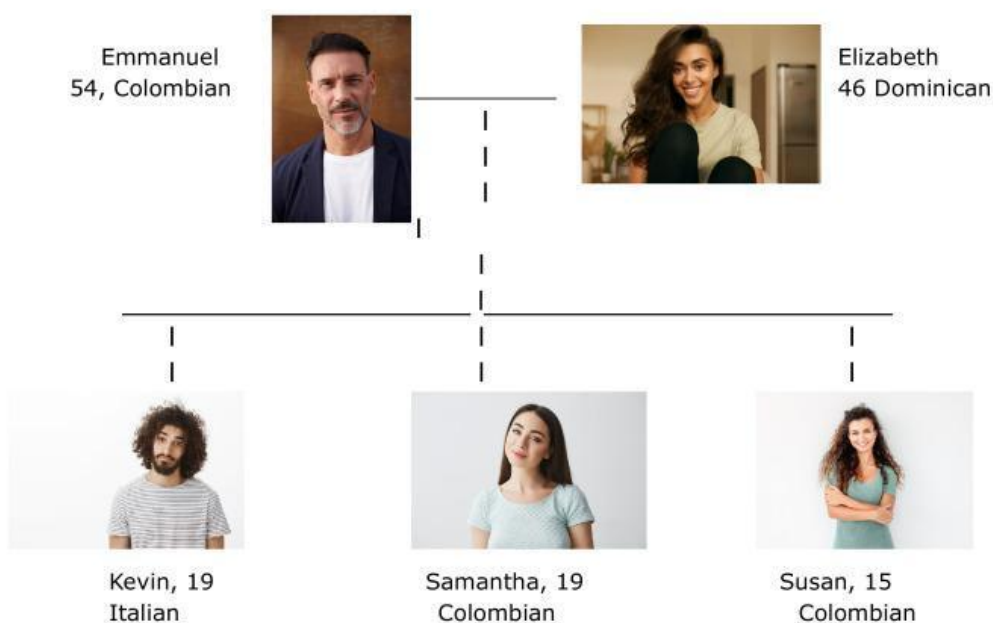 Emmanuel
54, Colombian
Elizabeth
46 Dominican
Kevin, 19
Italian
Samantha, 19
Colombian
Susan, 15
Colombian